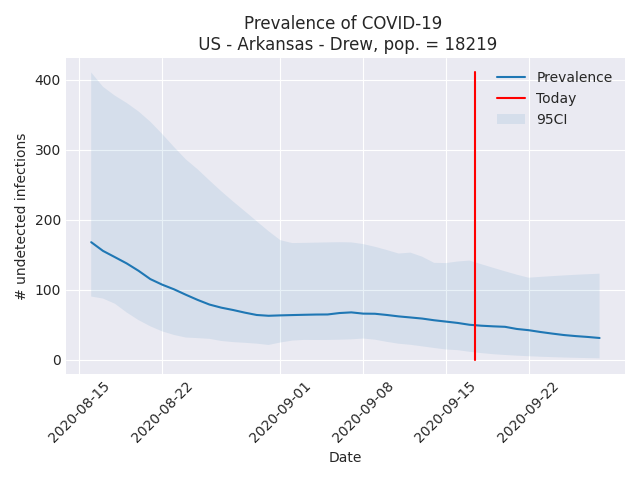 Prevalence of COVID-19
US - Arkansas - Drew, pop. = 18219
Prevalence
Today
95CI
# undetected infections
400
300
200
100
0
2020-08-15
2020-08-22
2020-09-01
2020-09-08
2020-09-15
2020-09-22
Date